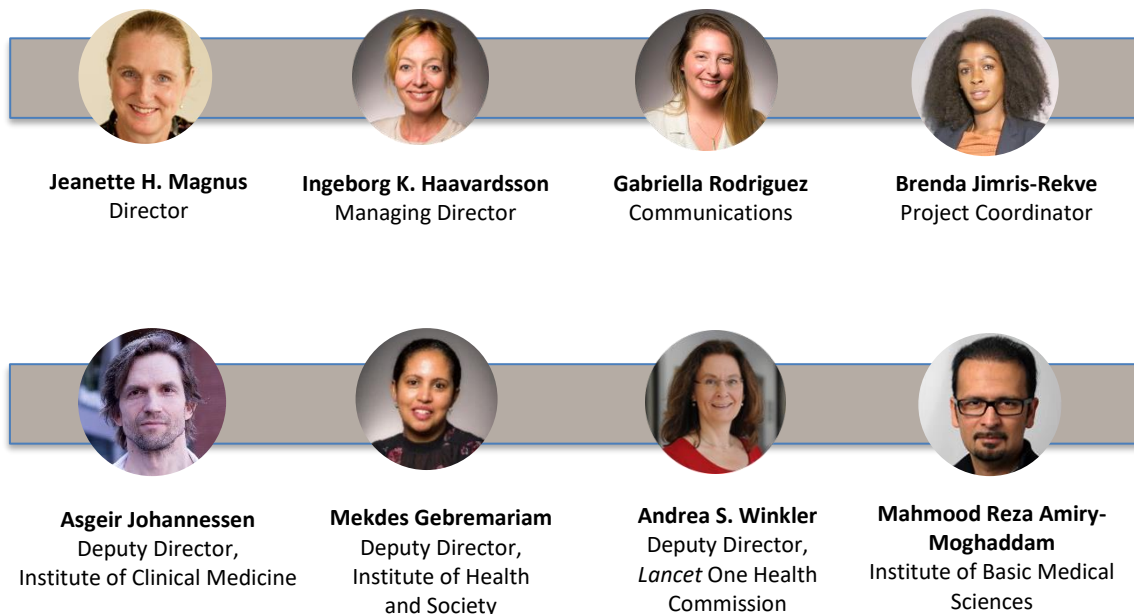 Jeanette H. Magnus
Director
Ingeborg K. Haavardsson
Managing Director
Gabriella Rodriguez
Communications
Brenda Jimris-Rekve
Project Coordinator
Asgeir Johannessen
Deputy Director,
Institute of Clinical Medicine
Mekdes Gebremariam
Deputy Director,
Institute of Health
and Society
Andrea S. Winkler
Deputy Director,
Lancet One Health
Commission
Mahmood Reza Amiry-
Moghaddam
Institute of Basic Medical
Sciences